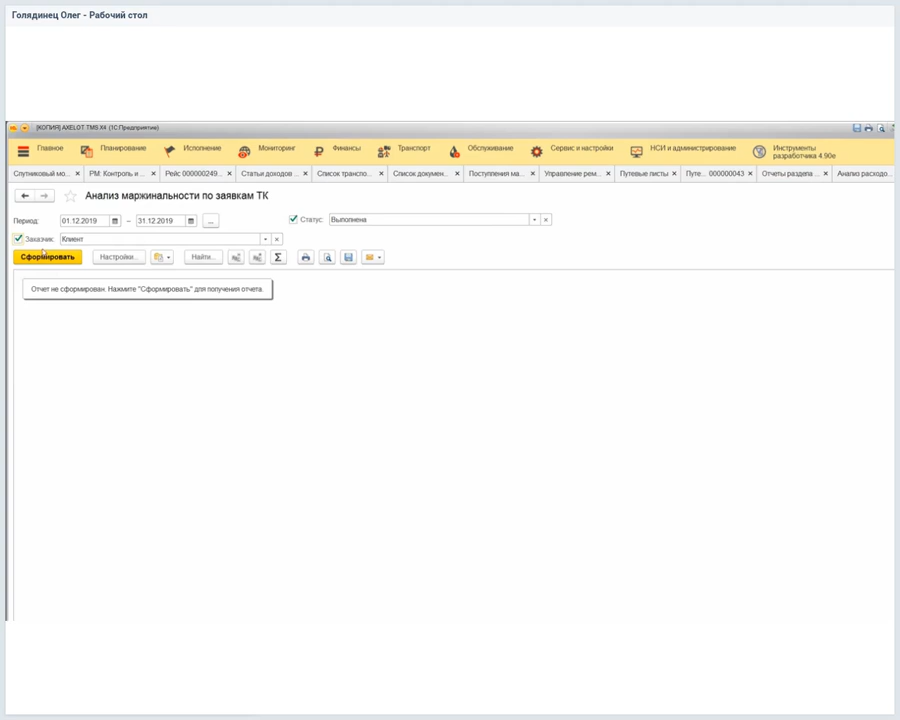 Голядинец Олег - Рабочий стол
[КОПИЯ] AXELOT TMS X4 (1С:Предприятие)
Главное Планирование Исполнение Мониторинг Финансы Транспорт Обслуживание Сервис и настройки НСИ и администрирование Инструменты
разработчика 4.90e
Спутниковый мо... × РМ: Контроль и ... × Рейс 000000249... × Статьи доходов ... × Список транспо... × Список докумен... × Поступления ма... × Управление рем... × Путевые листы × Путе... 000000043 × Отчеты раздела ... × Анализ расходо...
Анализ маржинальности по заявкам ТК
Период: 01.12.2019 – 31.12.2019 ... Статус: Выполнена
Заказчик: Клиент
Сформировать Настройки... Найти... Σ
Отчет не сформирован. Нажмите "Сформировать" для получения отчета.